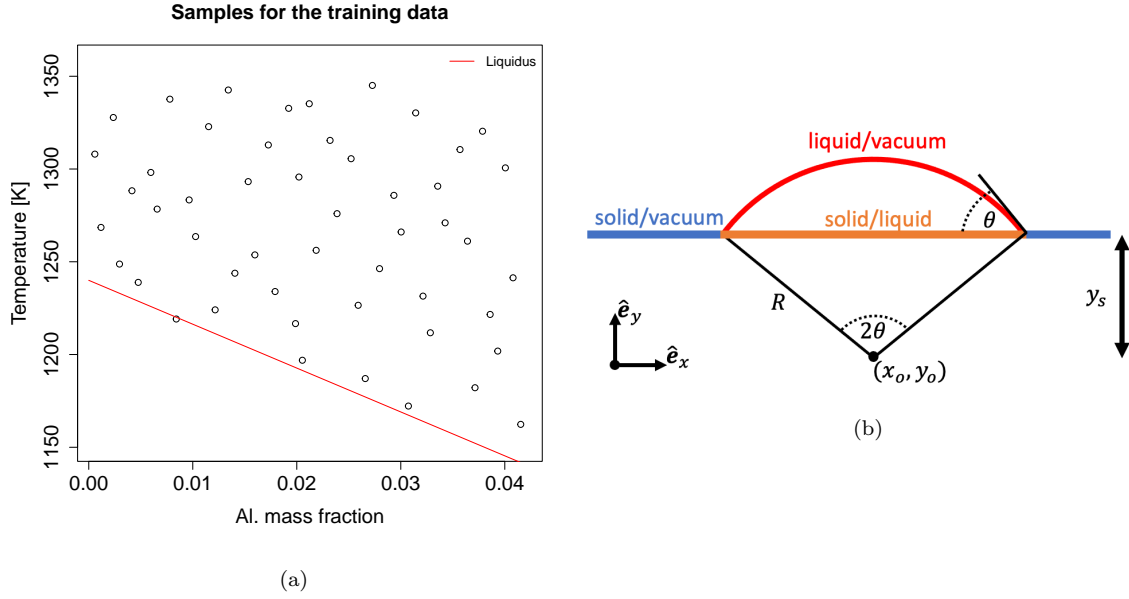 Samples for the training data
Liquidus
1350
1300
1250
1200
1150
Temperature [K]
0.00 0.01 0.02 0.03 0.04
Al. mass fraction
(a)
liquid/vacuum
solid/vacuum
solid/liquid
θ
R
2θ
y_s
ê_y
ê_x
(x_o, y_o)
(b)